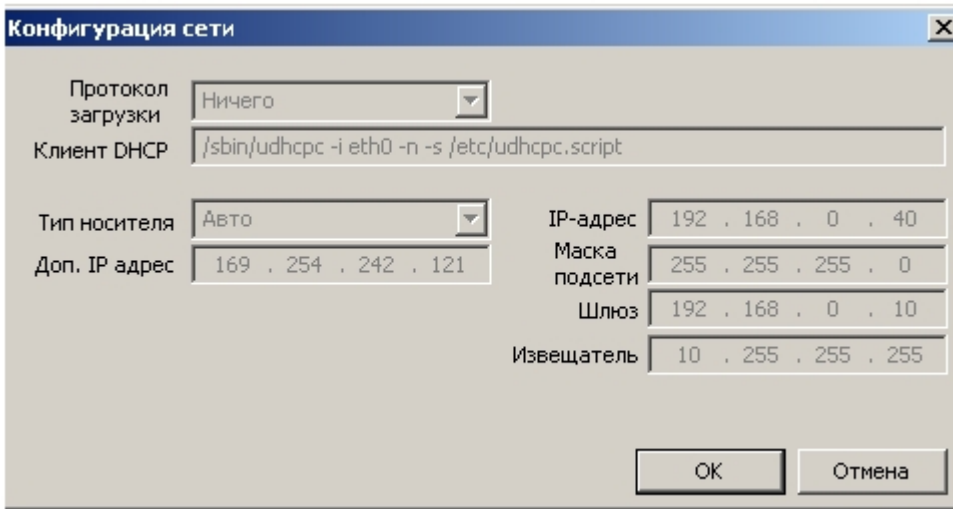 Конфигурация сети
Протокол загрузки Ничего
Клиент DHCP /sbin/udhcpc -i eth0 -n -s /etc/udhcpc.script
Тип носителя Авто
Доп. IP адрес 169 . 254 . 242 . 121
IP-адрес 192 . 168 . 0 . 40
Маска подсети 255 . 255 . 255 . 0
Шлюз 192 . 168 . 0 . 10
Извещатель 10 . 255 . 255 . 255
OK Отмена